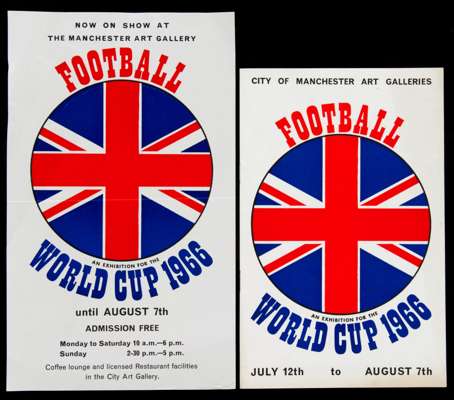 NOW ON SHOW AT
THE MANCHESTER ART GALLERY
FOOTBALL
AN EXHIBITION FOR THE
WORLD CUP 1966
until AUGUST 7th
ADMISSION FREE
Monday to Saturday 10 a.m.—6 p.m.
Sunday 2-30 p.m.—5 p.m.
Coffee lounge and licensed Restaurant facilities
in the City Art Gallery.
CITY OF MANCHESTER ART GALLERIES
FOOTBALL
AN EXHIBITION FOR THE
WORLD CUP 1966
JULY 12th to AUGUST 7th